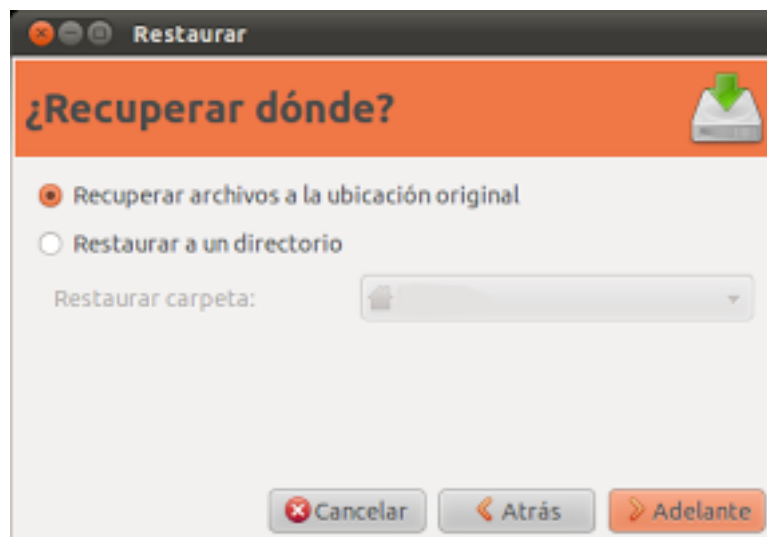 Restaurar
¿Recuperar dónde?
Recuperar archivos a la ubicación original
Restaurar a un directorio
Restaurar carpeta:
Cancelar Atrás Adelante